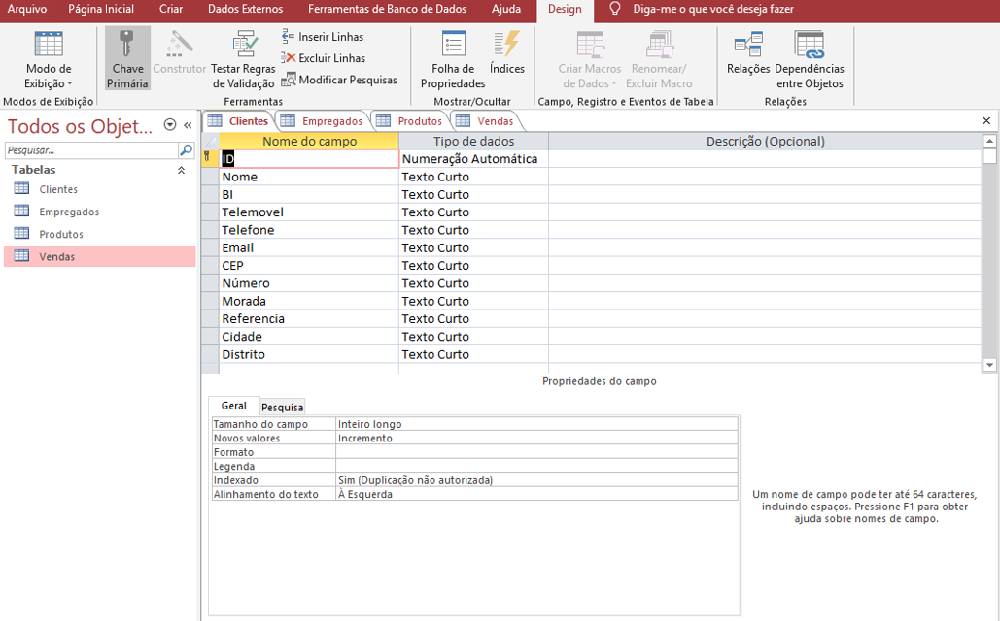 Arquivo Página Inicial Criar Dados Externos Ferramentas de Banco de Dados Ajuda Design Diga-me o que você deseja fazer
Modo de Exibição
Modos de Exibição
Chave Primária
Construtor
Testar Regras de Validação
Inserir Linhas
Excluir Linhas
Modificar Pesquisas
Ferramentas
Folha de Propriedades
Índices
Mostrar/Ocultar
Criar Macros de Dados
Renomear/ Excluir Macro
Campo, Registro e Eventos de Tabela
Relações
Dependências entre Objetos
Relações
Todos os Objet...
Pesquisar...
Tabelas
Clientes
Empregados
Produtos
Vendas
Clientes Empregados Produtos Vendas
Nome do campo Tipo de dados Descrição (Opcional)
ID Numeração Automática
Nome Texto Curto
BI Texto Curto
Telemovel Texto Curto
Telefone Texto Curto
Email Texto Curto
CEP Texto Curto
Número Texto Curto
Morada Texto Curto
Referencia Texto Curto
Cidade Texto Curto
Distrito Texto Curto
Propriedades do campo
Geral Pesquisa
Tamanho do campo Inteiro longo
Novos valores Incremento
Formato
Legenda
Indexado Sim (Duplicação não autorizada)
Alinhamento do texto À Esquerda
Um nome de campo pode ter até 64 caracteres,
incluindo espaços. Pressione F1 para obter
ajuda sobre nomes de campo.